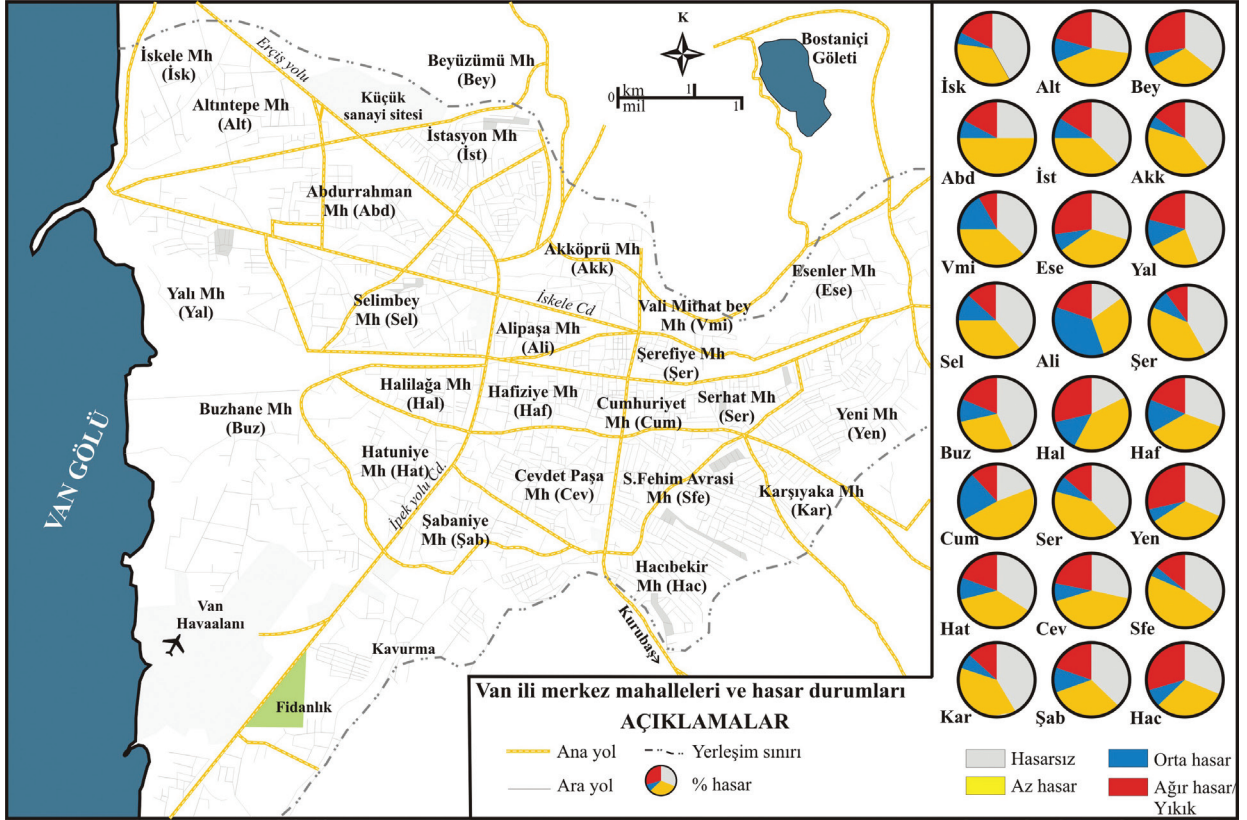 İskele Mh
(İsk)
Erciş yolu
Beyüzümü Mh
(Bey)
K
Bostaniçi
Göleti
Altıntepe Mh
(Alt)
Küçük
sanayi sitesi
0 km 1
mil 1
İstasyon Mh
(İst)
Abdurrahman
Mh (Abd)
Akköprü Mh
(Akk)
Esenler Mh
(Ese)
Yalı Mh
(Yal)
Selimbey
Mh (Sel)
İskele Cd
Vali Mithat bey
Mh (Vmi)
Alipaşa Mh
(Ali)
Şerefiye Mh
(Şer)
Halilağa Mh
(Hal)
Hafiziye Mh
(Haf)
Cumhuriyet
Mh (Cum)
Serhat Mh
(Ser)
Buzhane Mh
(Buz)
Yeni Mh
(Yen)
VAN GÖLÜ
Hatuniye
Mh (Hat)
İpek yolu Cd.
Cevdet Paşa
Mh (Cev)
S.Fehim Avrasi
Mh (Sfe)
Karşıyaka Mh
(Kar)
Şabaniye
Mh (Şab)
Hacıbekir
Mh (Hac)
Van
Havaalanı
Kurubaş
Kavurma
Fidanlık
Van ili merkez mahalleleri ve hasar durumları
AÇIKLAMALAR
Ana yol
Yerleşim sınırı
Ara yol
% hasar
İsk Alt Bey
Abd İst Akk
Vmi Ese Yal
Sel Ali Şer
Buz Hal Haf
Cum Ser Yen
Hat Cev Sfe
Kar Şab Hac
Hasarsız
Orta hasar
Az hasar
Ağır hasar/
Yıkık